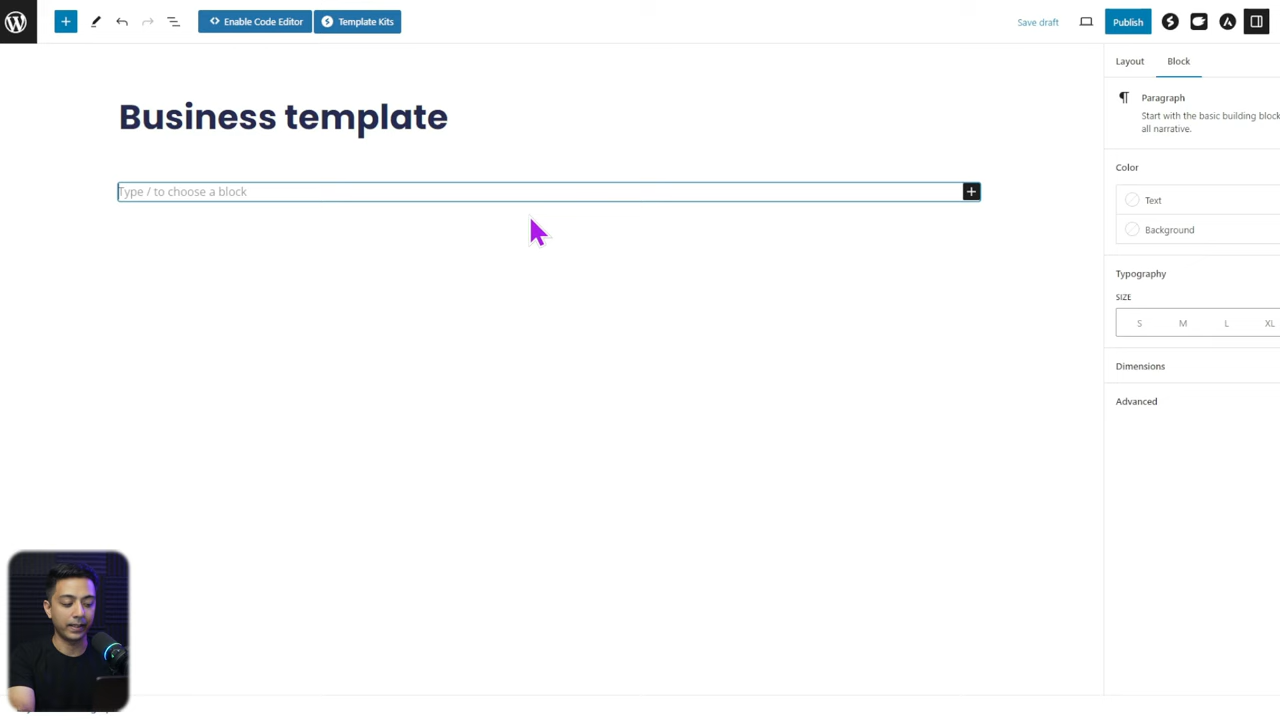 Enable Code Editor
Template Kits
Save draft
Publish
Layout
Block
Business template
Type / to choose a block
Paragraph
Start with the basic building block
all narrative.
Color
Text
Background
Typography
SIZE
S M L XL
Dimensions
Advanced